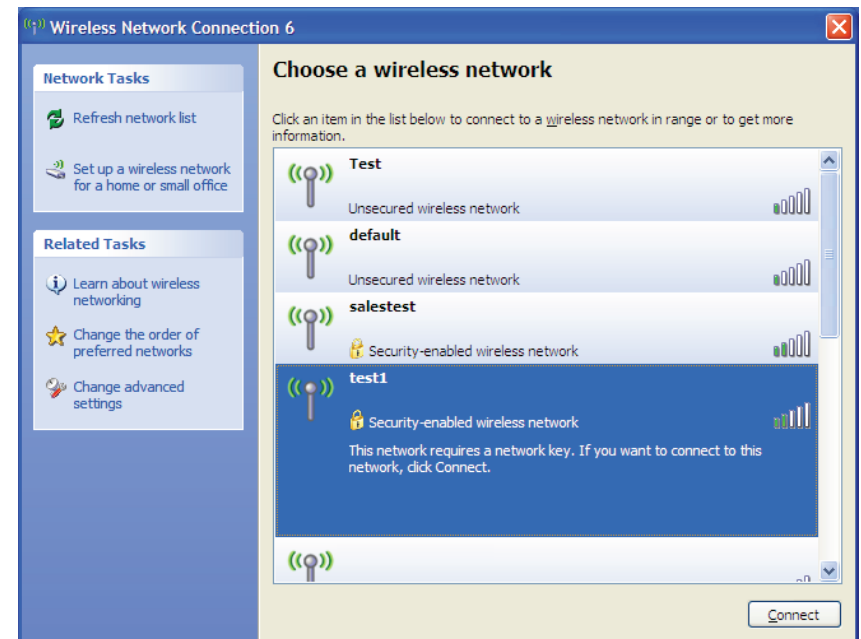 Wireless Network Connection 6
Network Tasks
Refresh network list
Set up a wireless network
for a home or small office
Related Tasks
Learn about wireless
networking
Change the order of
preferred networks
Change advanced
settings
Choose a wireless network
Click an item in the list below to connect to a wireless network in range or to get more
information.
Test
Unsecured wireless network
default
Unsecured wireless network
salestest
Security-enabled wireless network
test1
Security-enabled wireless network
This network requires a network key. If you want to connect to this
network, click Connect.
Connect